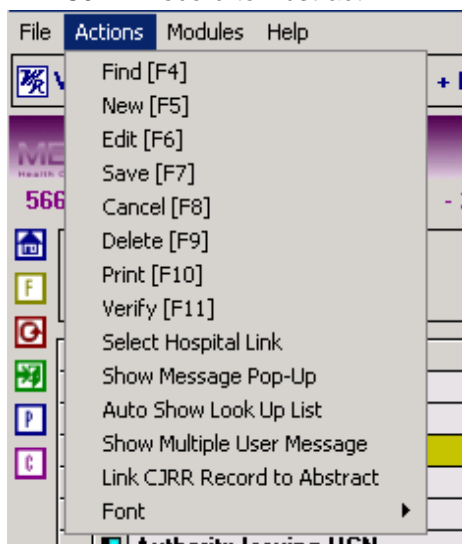 File Actions Modules Help
Find [F4]
New [F5]
Edit [F6]
Save [F7]
Cancel [F8]
Delete [F9]
Print [F10]
Verify [F11]
Select Hospital Link
Show Message Pop-Up
Auto Show Look Up List
Show Multiple User Message
Link CJRR Record to Abstract
Font
ME
566
F
P
C